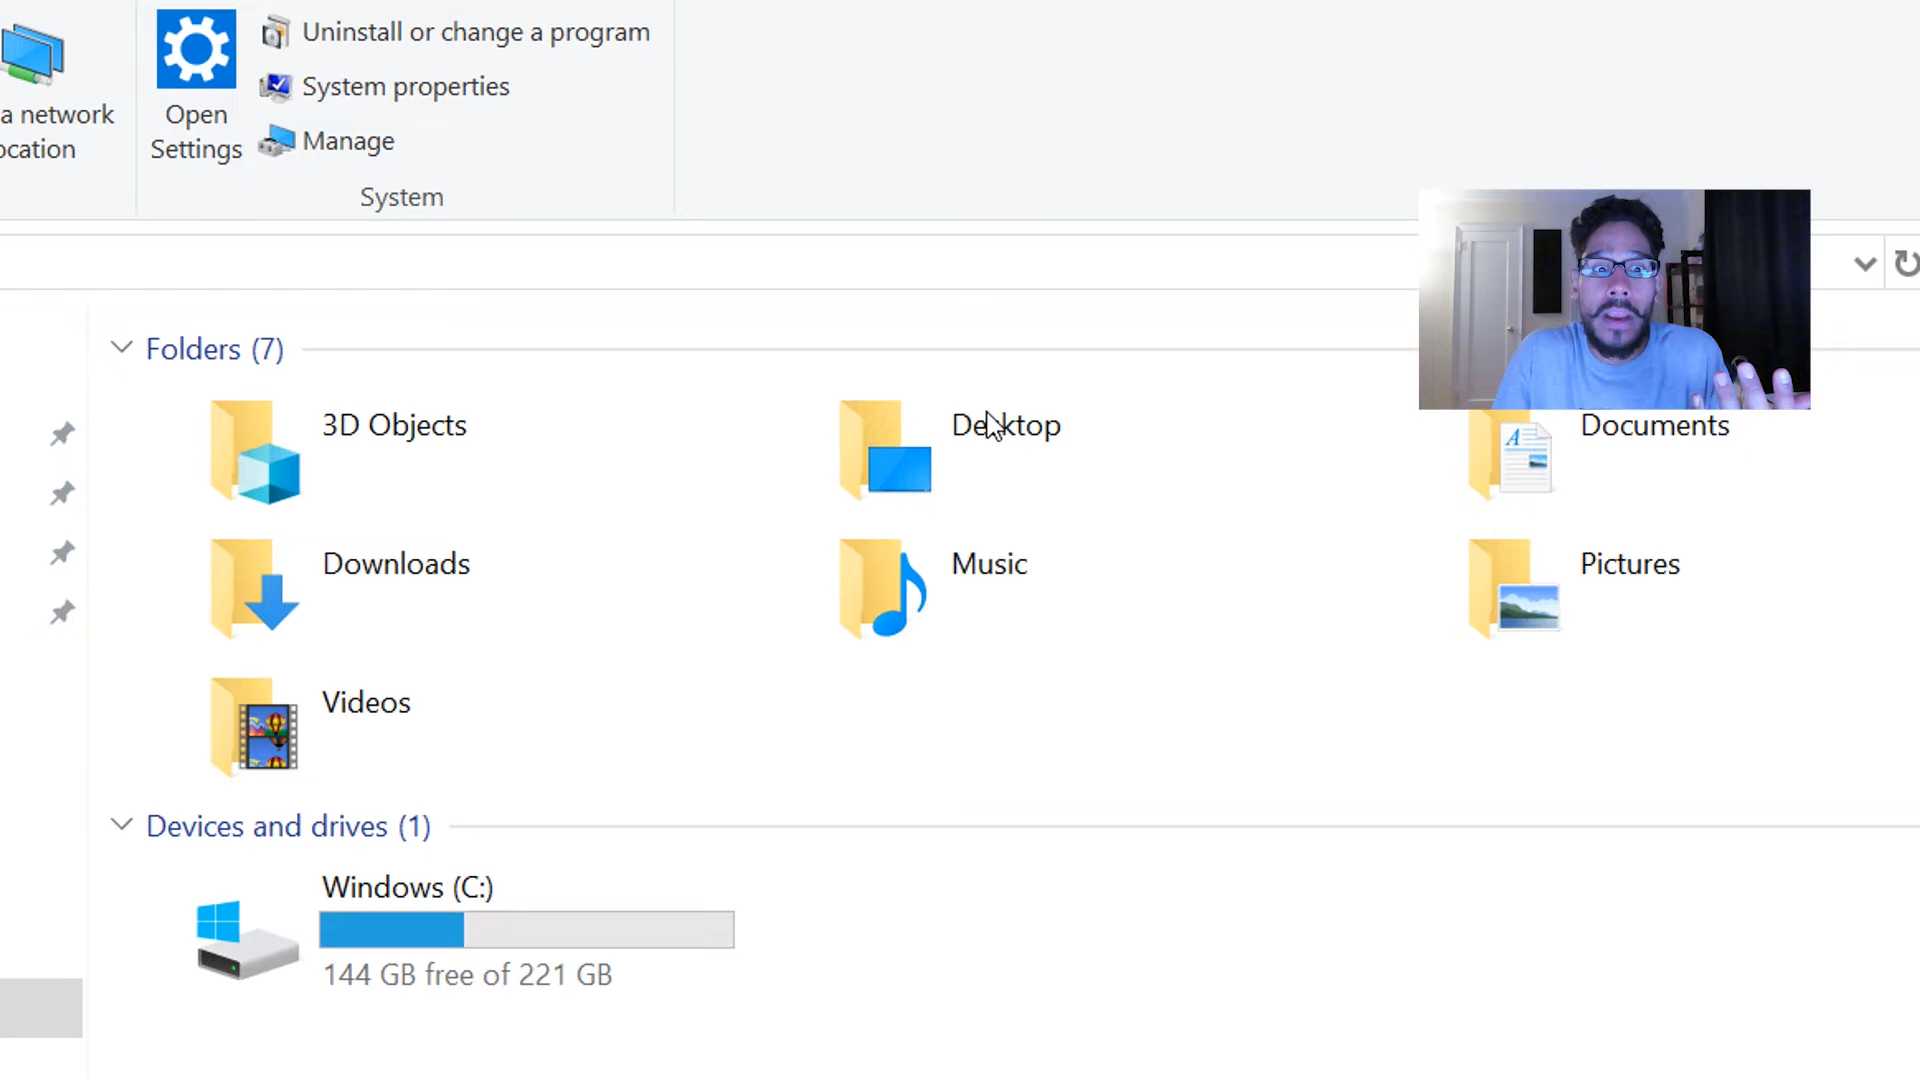 a network
ocation
Open
Settings
Uninstall or change a program
System properties
Manage
System
Folders (7)
3D Objects
Desktop
Documents
Downloads
Music
Pictures
Videos
Devices and drives (1)
Windows (C:)
144 GB free of 221 GB